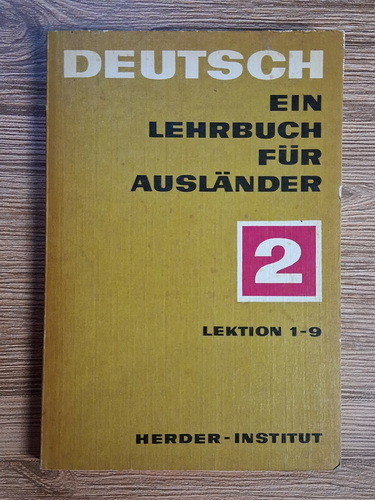 DEUTSCH
EIN
LEHRBUCH
FÜR
AUSLÄNDER
2
LEKTION 1-9
HERDER-INSTITUT